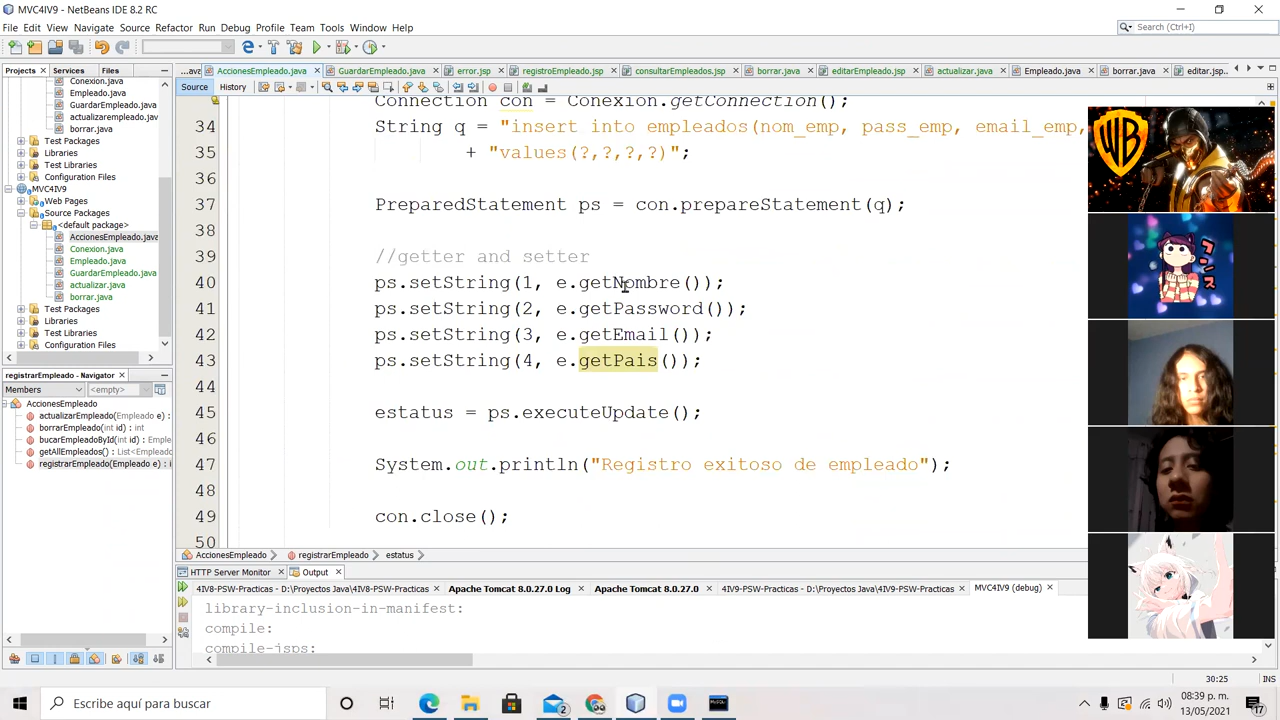 MVC4IV9 - NetBeans IDE 8.2 RC
File Edit View Navigate Source Refactor Run Debug Profile Team Tools Window Help
Search (Ctrl+I)
Projects Services Files
...ava AccionesEmpleado.java GuardarEmpleado.java error.jsp registroEmpleado.jsp consultarEmpleados.jsp borrar.java editarEmpleado.jsp actualizar.java Empleado.java borrar.java editar.jsp...
Source History
Conexion.java
Empleado.java
GuardarEmpleado.java
actualizarempleado.java
borrar.java
Test Packages
Libraries
Test Libraries
Configuration Files
MVC4IV9
Web Pages
Source Packages
<default package>
AccionesEmpleado.java
Conexion.java
Empleado.java
GuardarEmpleado.java
actualizar.java
borrar.java
Test Packages
Libraries
Test Libraries
Configuration Files
Connection con = Conexion.getConnection();
34 String q = "insert into empleados(nom_emp, pass_emp, email_emp,
35 + "values(?,?,?,?)";
36
37 PreparedStatement ps = con.prepareStatement(q);
38
39 //getter and setter
40 ps.setString(1, e.getNombre());
41 ps.setString(2, e.getPassword());
42 ps.setString(3, e.getEmail());
43 ps.setString(4, e.getPais());
44
45 estatus = ps.executeUpdate();
46
47 System.out.println("Registro exitoso de empleado");
48
49 con.close();
50
registrarEmpleado - Navigator
Members <empty>
AccionesEmpleado
actualizarEmpleado(Empleado e) :
borrarEmpleado(int id) : int
bucarEmpleadoById(int id) : Em
getAllEmpleados() : List<Empled
registrarEmpleado(Empleado e) : i
AccionesEmpleado registrarEmpleado estatus
HTTP Server Monitor Output
4IV8-PSW-Practicas - D:\Proyectos Java\4IV8-PSW-Practicas Apache Tomcat 8.0.27.0 Log Apache Tomcat 8.0.27.0 4IV9-PSW-Practicas - D:\Proyectos Java\4IV9-PSW-Practicas MVC4IV9 (debug)
library-inclusion-in-manifest:
compile:
compile-jsps:
30:25 INS
WB
クンス
Escribe aquí para buscar
2
08:39 p. m.
13/05/2021
17